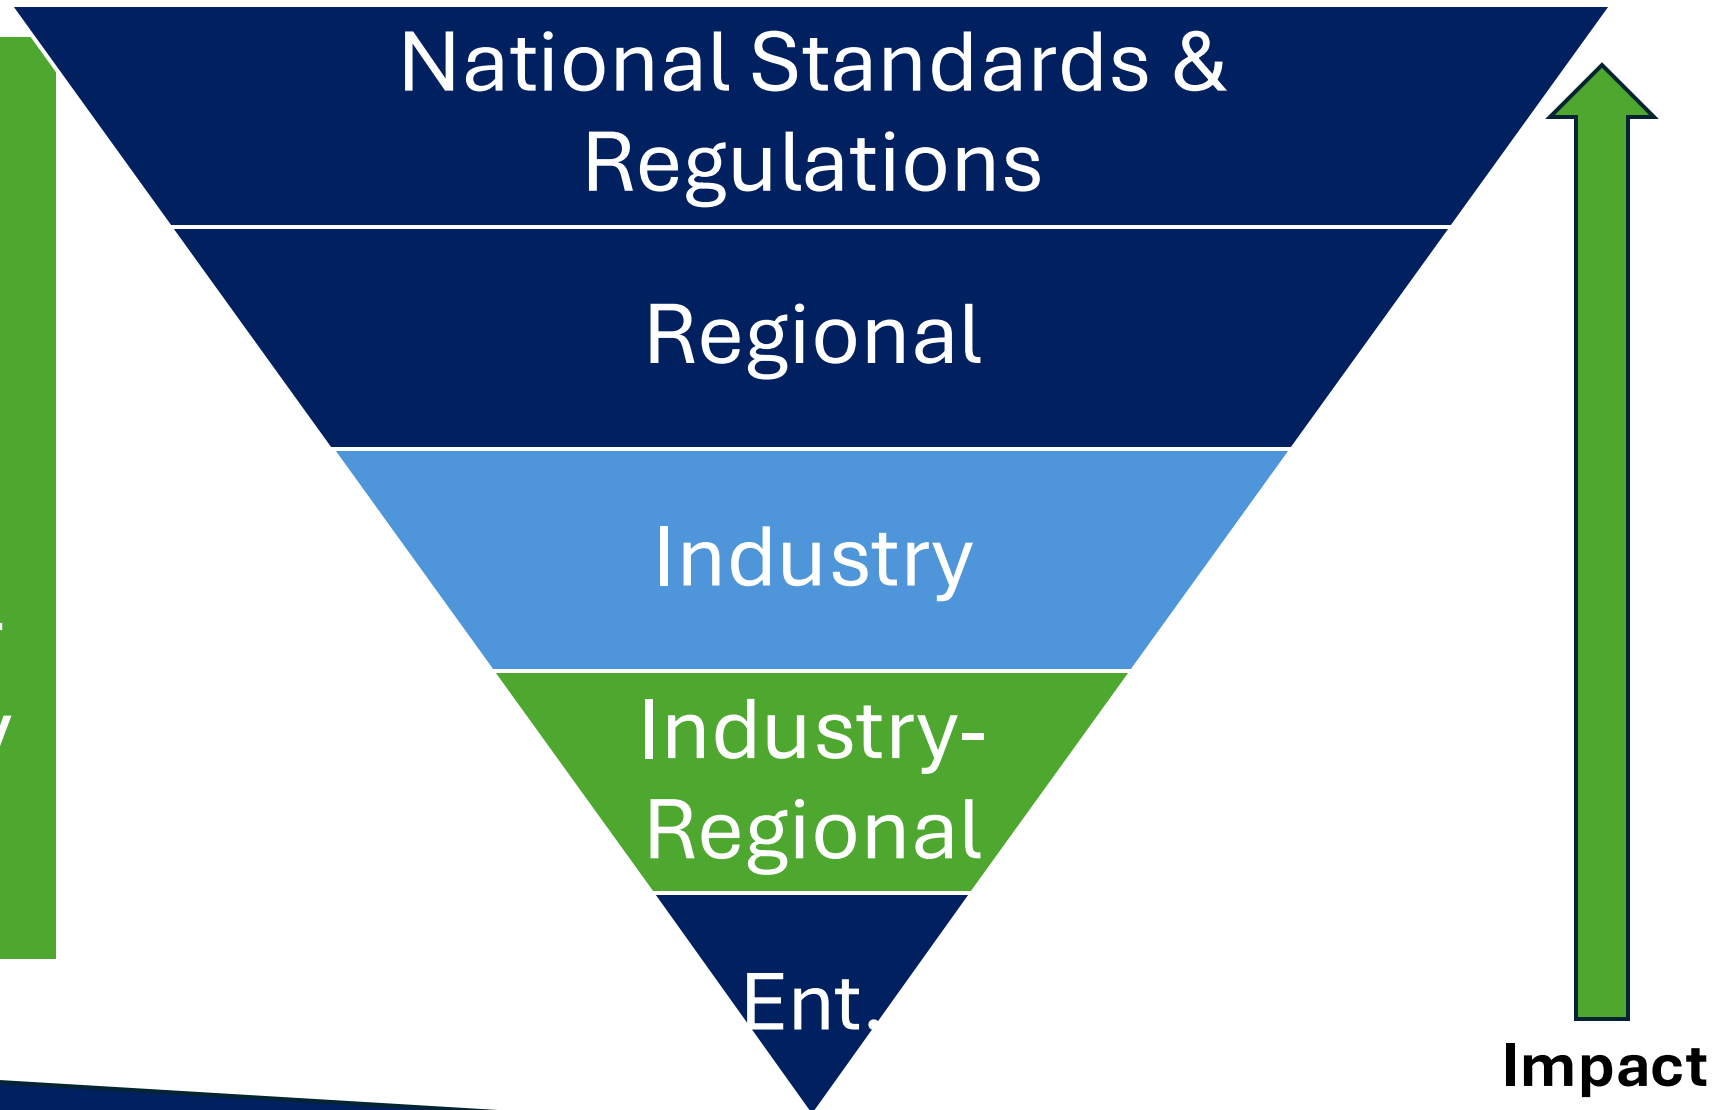 National Standards &
Regulations
Regional
Industry
Industry-
Regional
Ent.
Impact